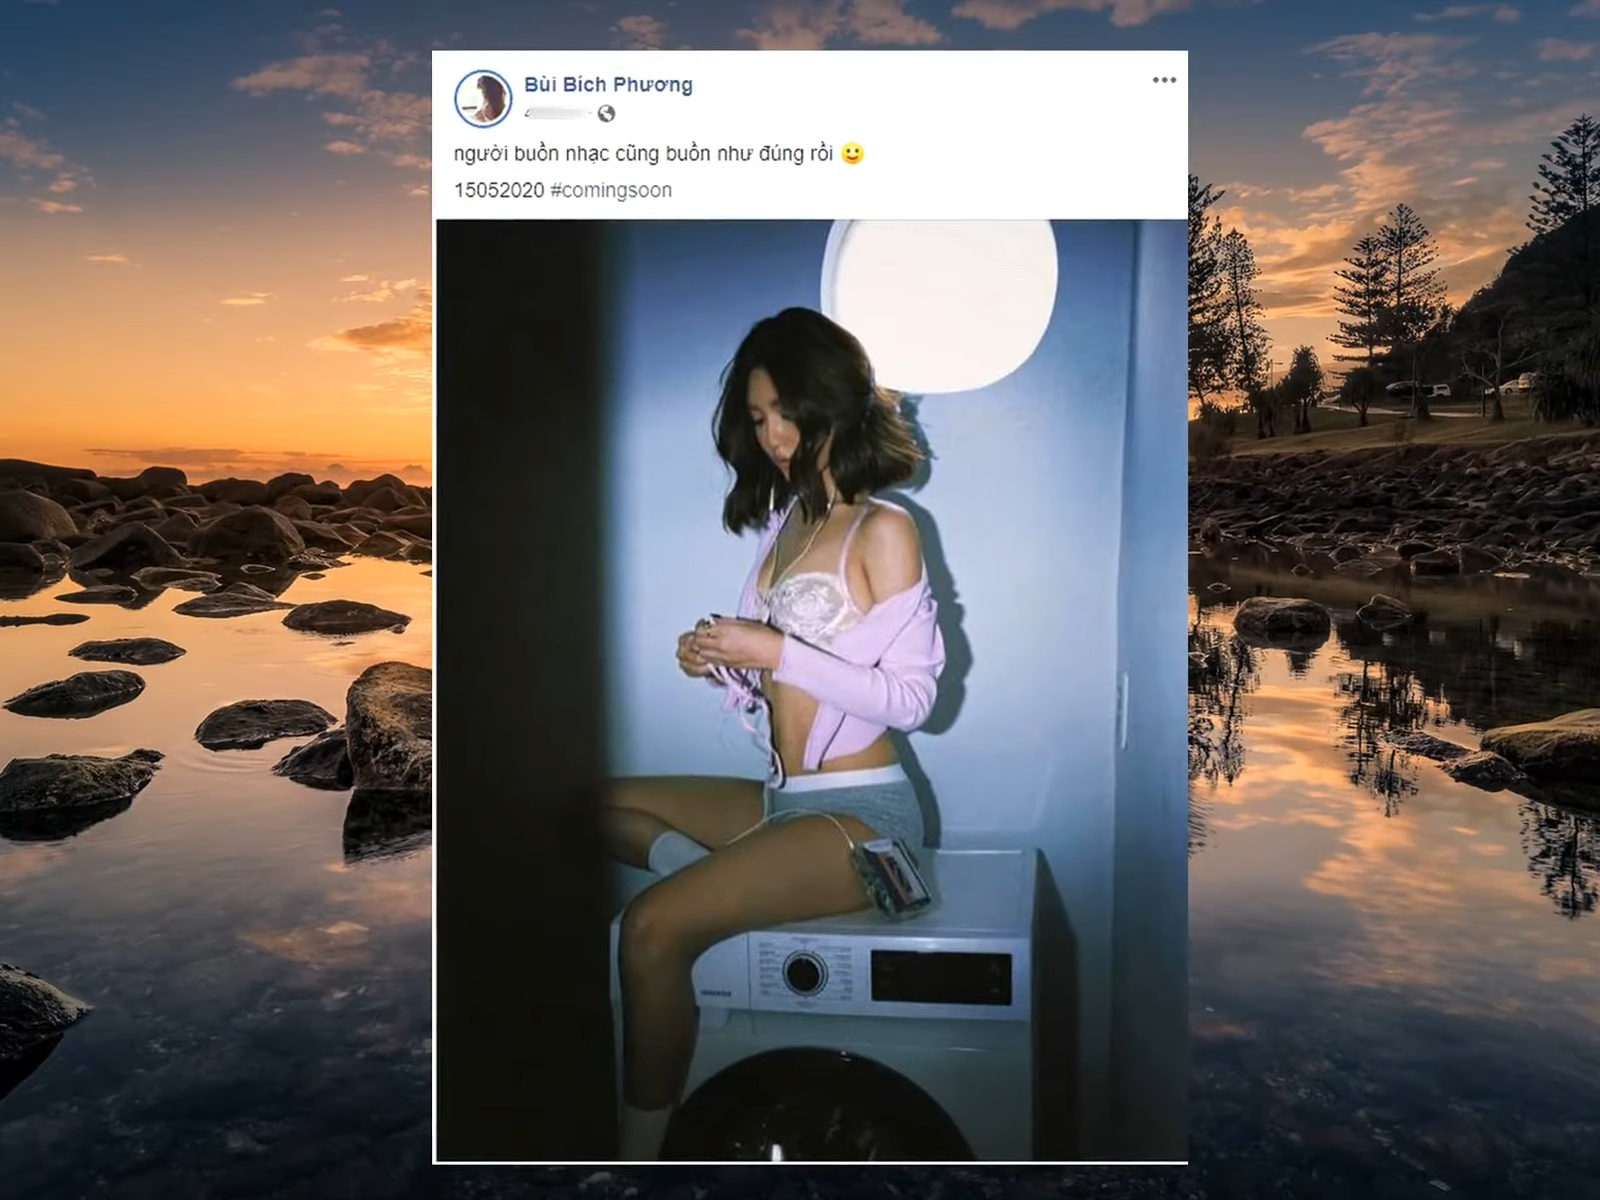 Bùi Bích Phương
người buồn nhạc cũng buồn như đúng rồi
15052020 #comingsoon